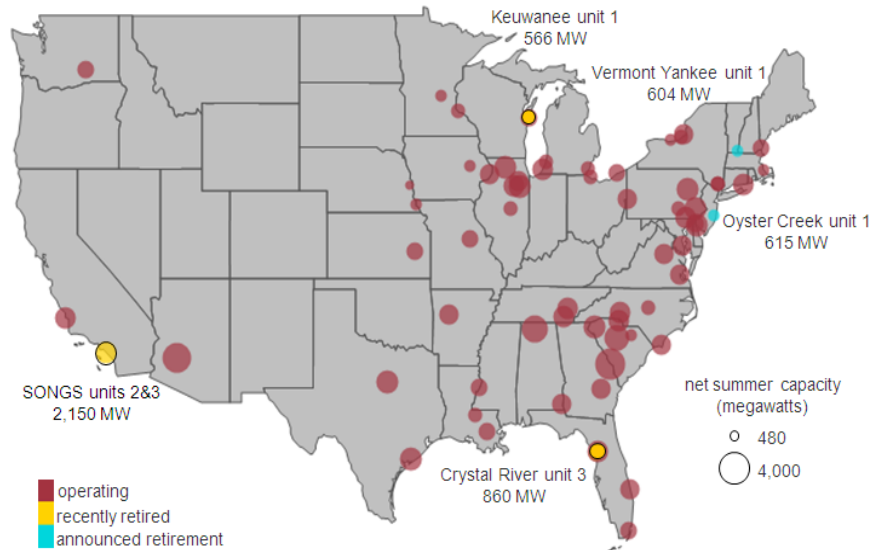 Keuwanee unit 1
566 MW
Vermont Yankee unit 1
604 MW
Oyster Creek unit 1
615 MW
SONGS units 2&3
2,150 MW
net summer capacity
(megawatts)
480
4,000
Crystal River unit 3
860 MW
operating
recently retired
announced retirement